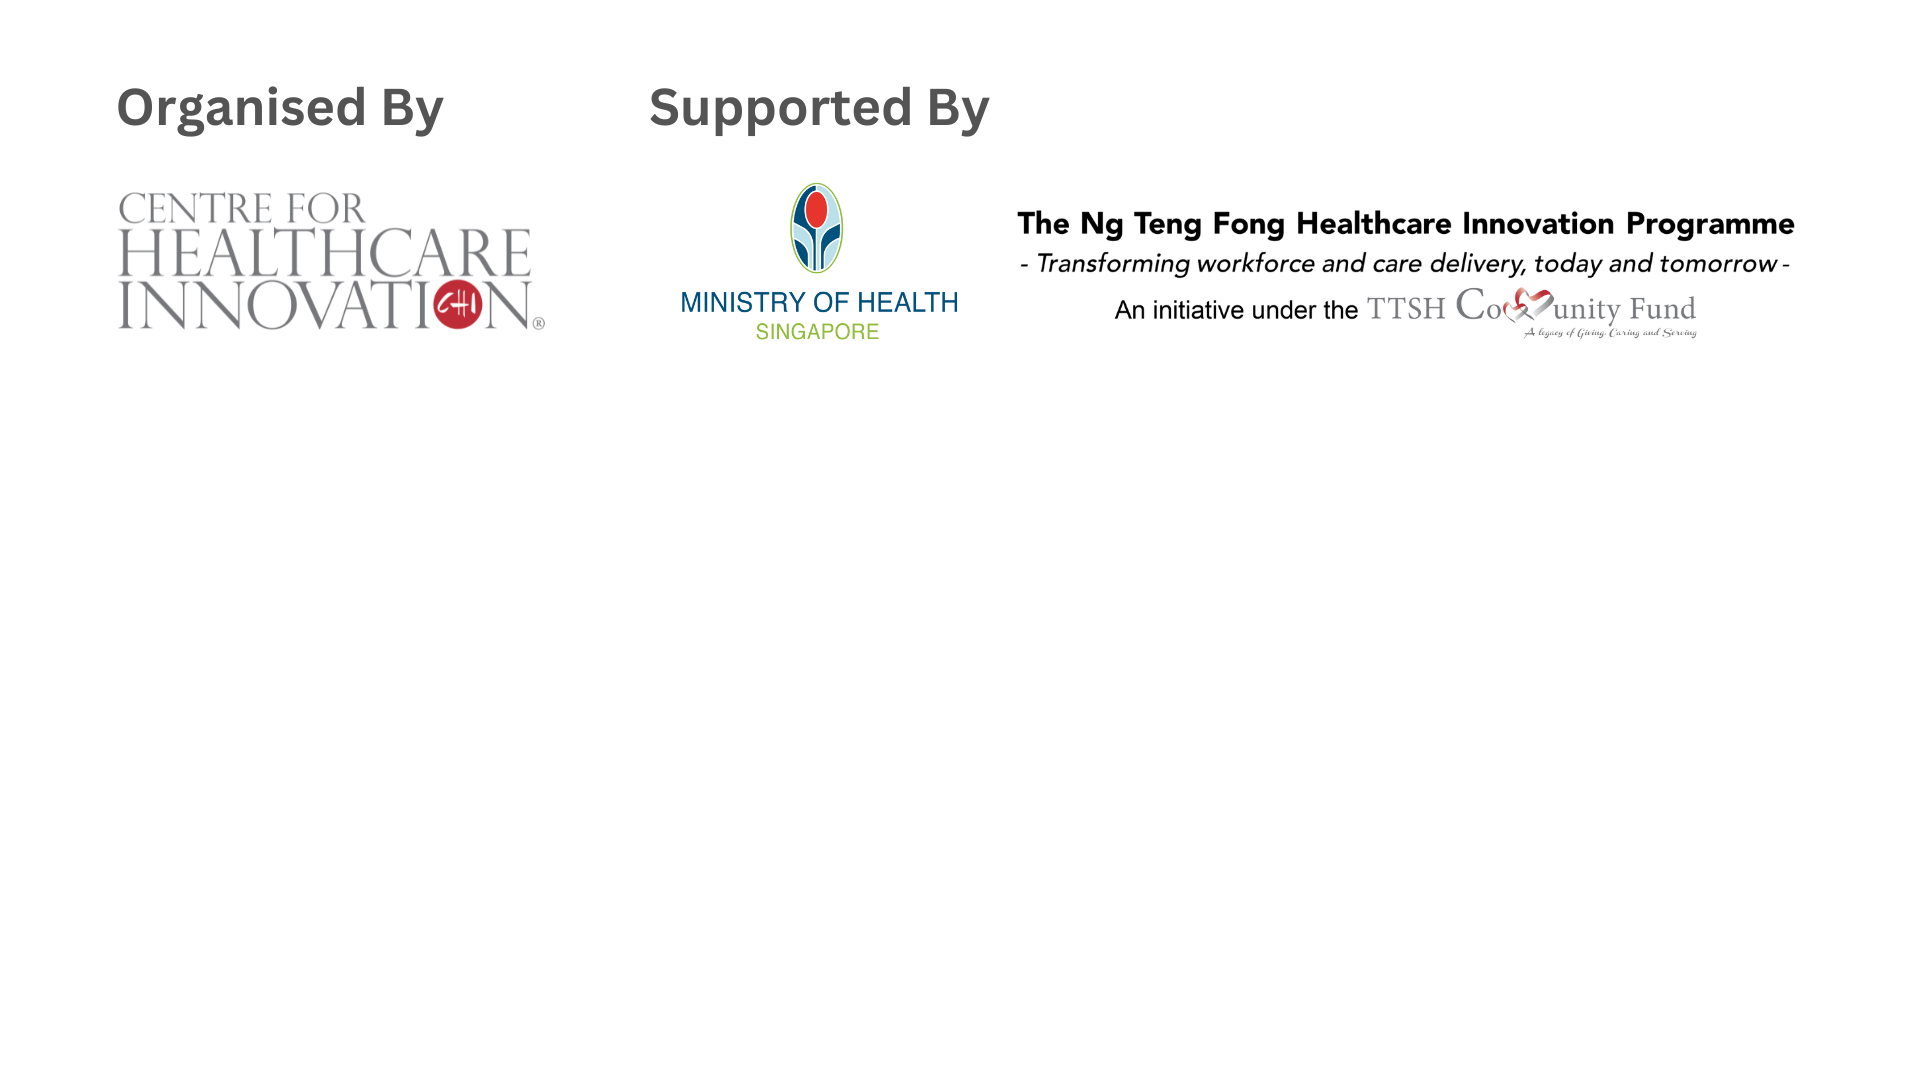 Organised By
CENTRE FOR
HEALTHCARE
INNOVATION®
CHI
Supported By
MINISTRY OF HEALTH
SINGAPORE
The Ng Teng Fong Healthcare Innovation Programme
- Transforming workforce and care delivery, today and tomorrow -
An initiative under the TTSH Community Fund
A legacy of Giving, Caring and Serving